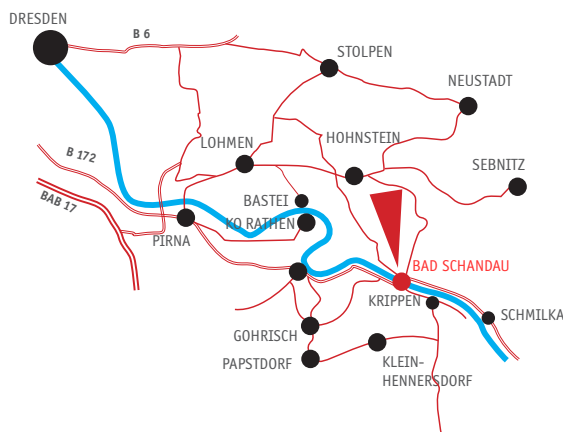 DRESDEN
B 6
STOLPEN
NEUSTADT
LOHMEN
HOHNSTEIN
B 172
SEBNITZ
BAB 17
BASTEI
KO RATHEN
PIRNA
BAD SCHANDAU
KRIPPEN
SCHMILKA
GOHRISCH
PAPSTDORF
KLEIN-
HENNERSDORF